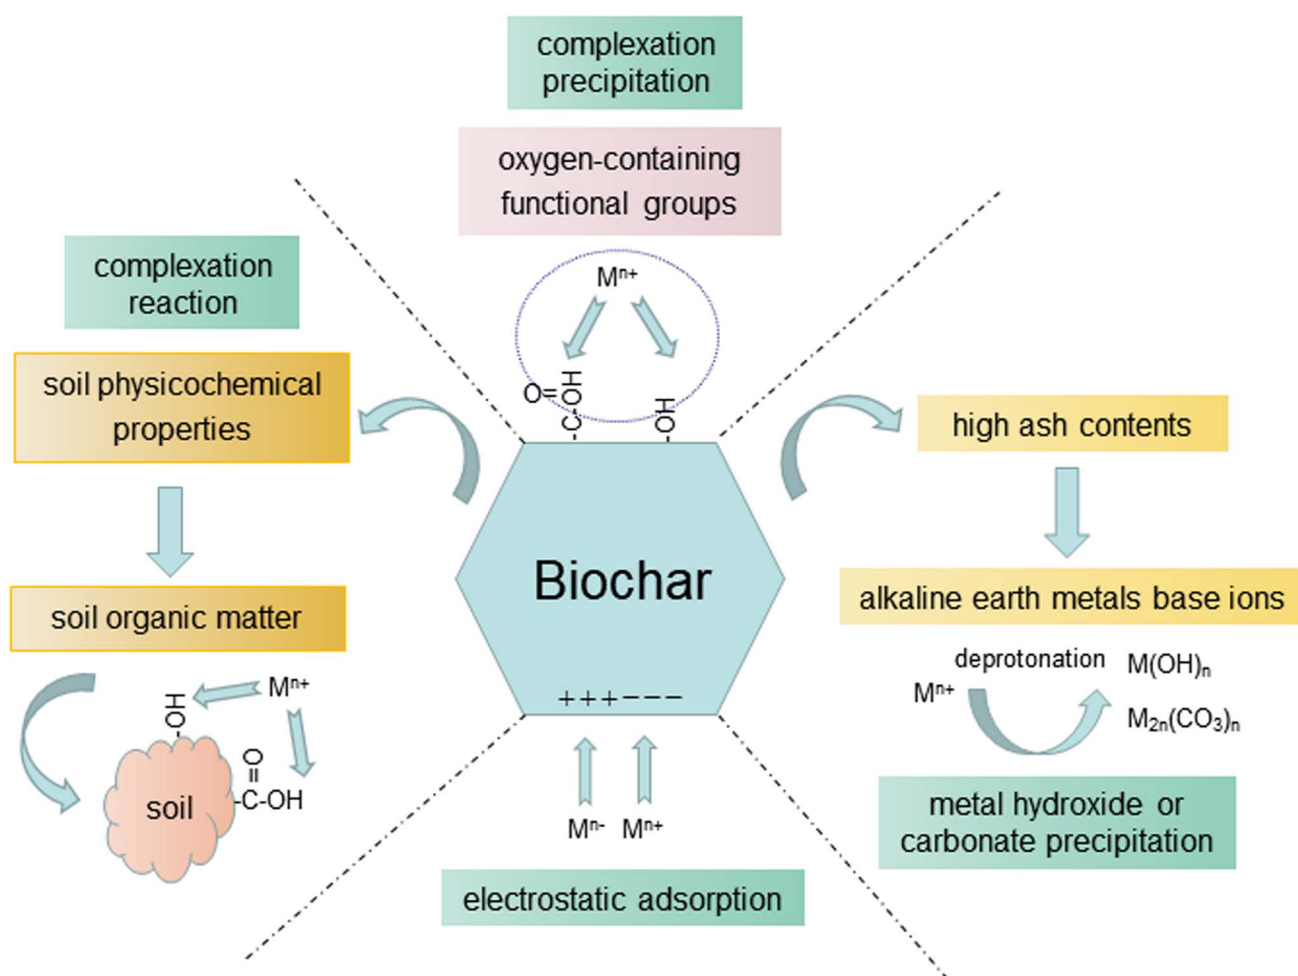 complexation
precipitation
oxygen-containing
functional groups
Mⁿ⁺
O=C-OH
OH
complexation
reaction
soil physicochemical
properties
soil organic matter
Mⁿ⁺
OH
O
-C-OH
soil
high ash contents
alkaline earth metals base ions
deprotonation
Mⁿ⁺
M(OH)ₙ
M₂ₙ(CO₃)ₙ
metal hydroxide or
carbonate precipitation
Biochar
+++−−−
Mⁿ⁻ Mⁿ⁺
electrostatic adsorption